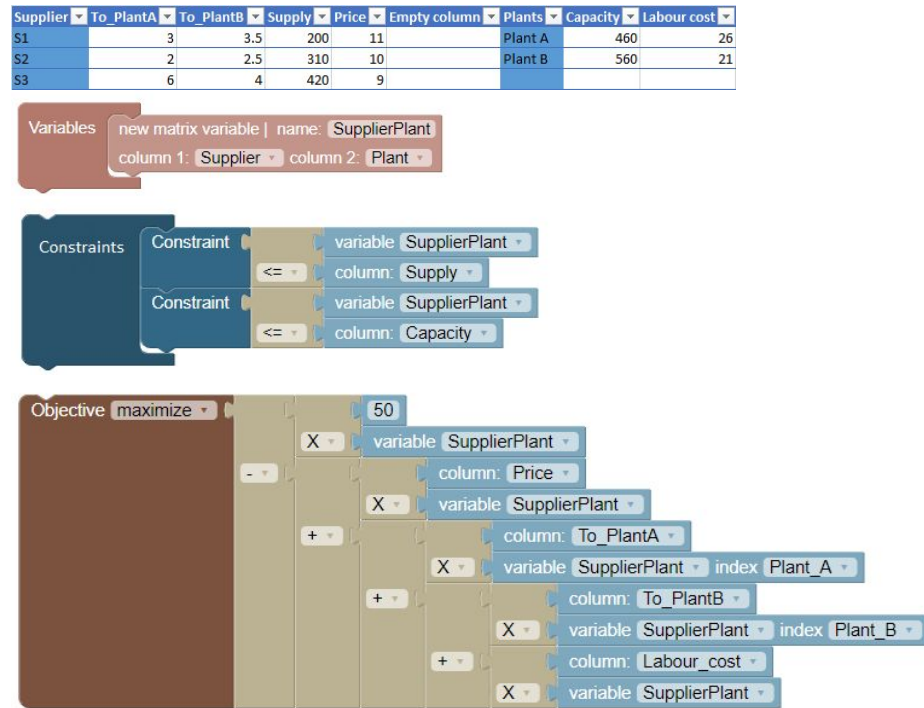 Supplier To_PlantA To_PlantB Supply Price Empty column Plants Capacity Labour cost
S1 3 3.5 200 11 Plant A 460 26
S2 2 2.5 310 10 Plant B 560 21
S3 6 4 420 9
Variables new matrix variable | name: SupplierPlant
column 1: Supplier column 2: Plant
Constraints Constraint variable SupplierPlant
<= column: Supply
Constraint variable SupplierPlant
<= column: Capacity
Objective maximize 50
X variable SupplierPlant
- column: Price
X variable SupplierPlant
+ column: To_PlantA
X variable SupplierPlant index Plant_A
+ column: To_PlantB
X variable SupplierPlant index Plant_B
+ column: Labour_cost
X variable SupplierPlant